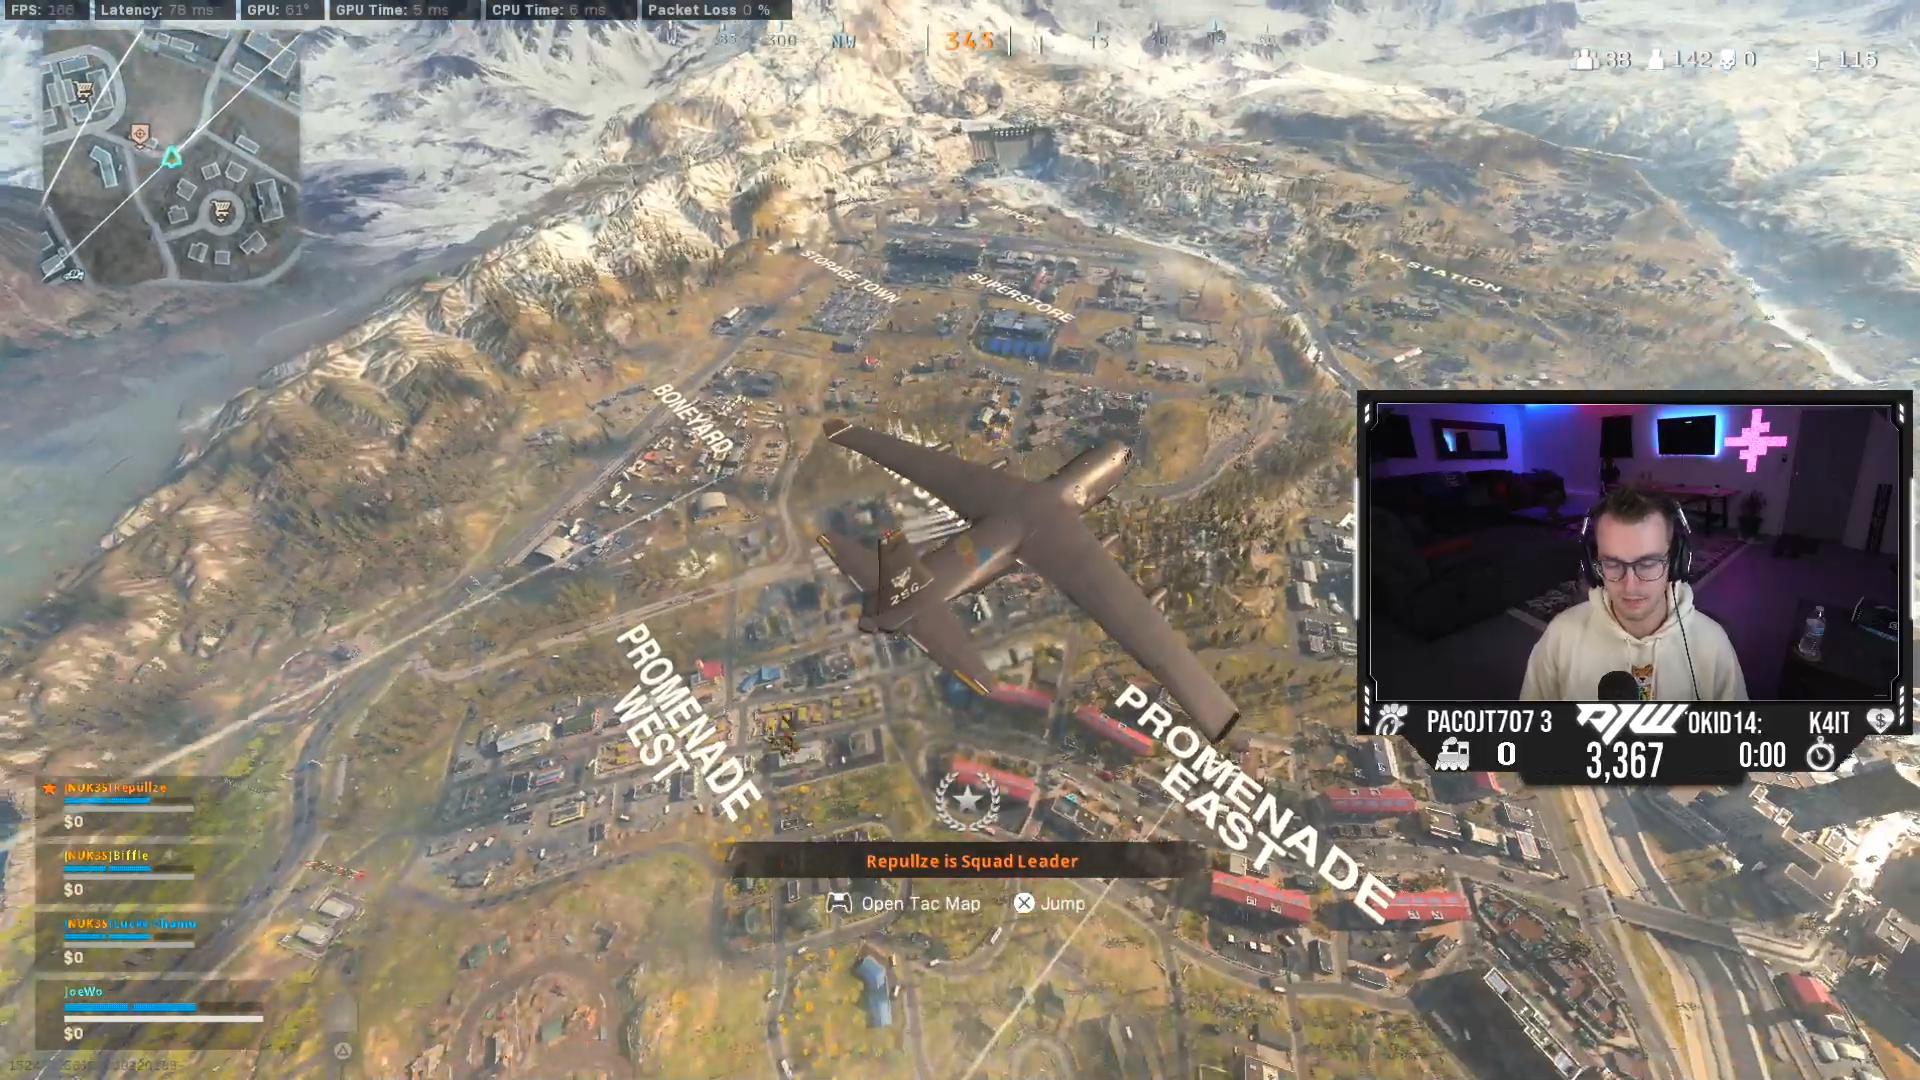 FPS: 166 Latency: 78 ms GPU: 61° GPU Time: 5 ms CPU Time: 6 ms Packet Loss 0 %
300 NW 345 N 15
38 142 0 115
STORAGE TOWN
SUPERSTORE
TV STATION
BONEYARD
PROMENADE
WEST
PROMENADE
EAST
Repullze is Squad Leader
Open Tac Map Jump
[NUK3S]Repullze
$0
[NUK3S]Biffle
$0
$0
JoeWo
$0
PACOJT707 3 'OKID14: K4IT
0 3,367 0:00